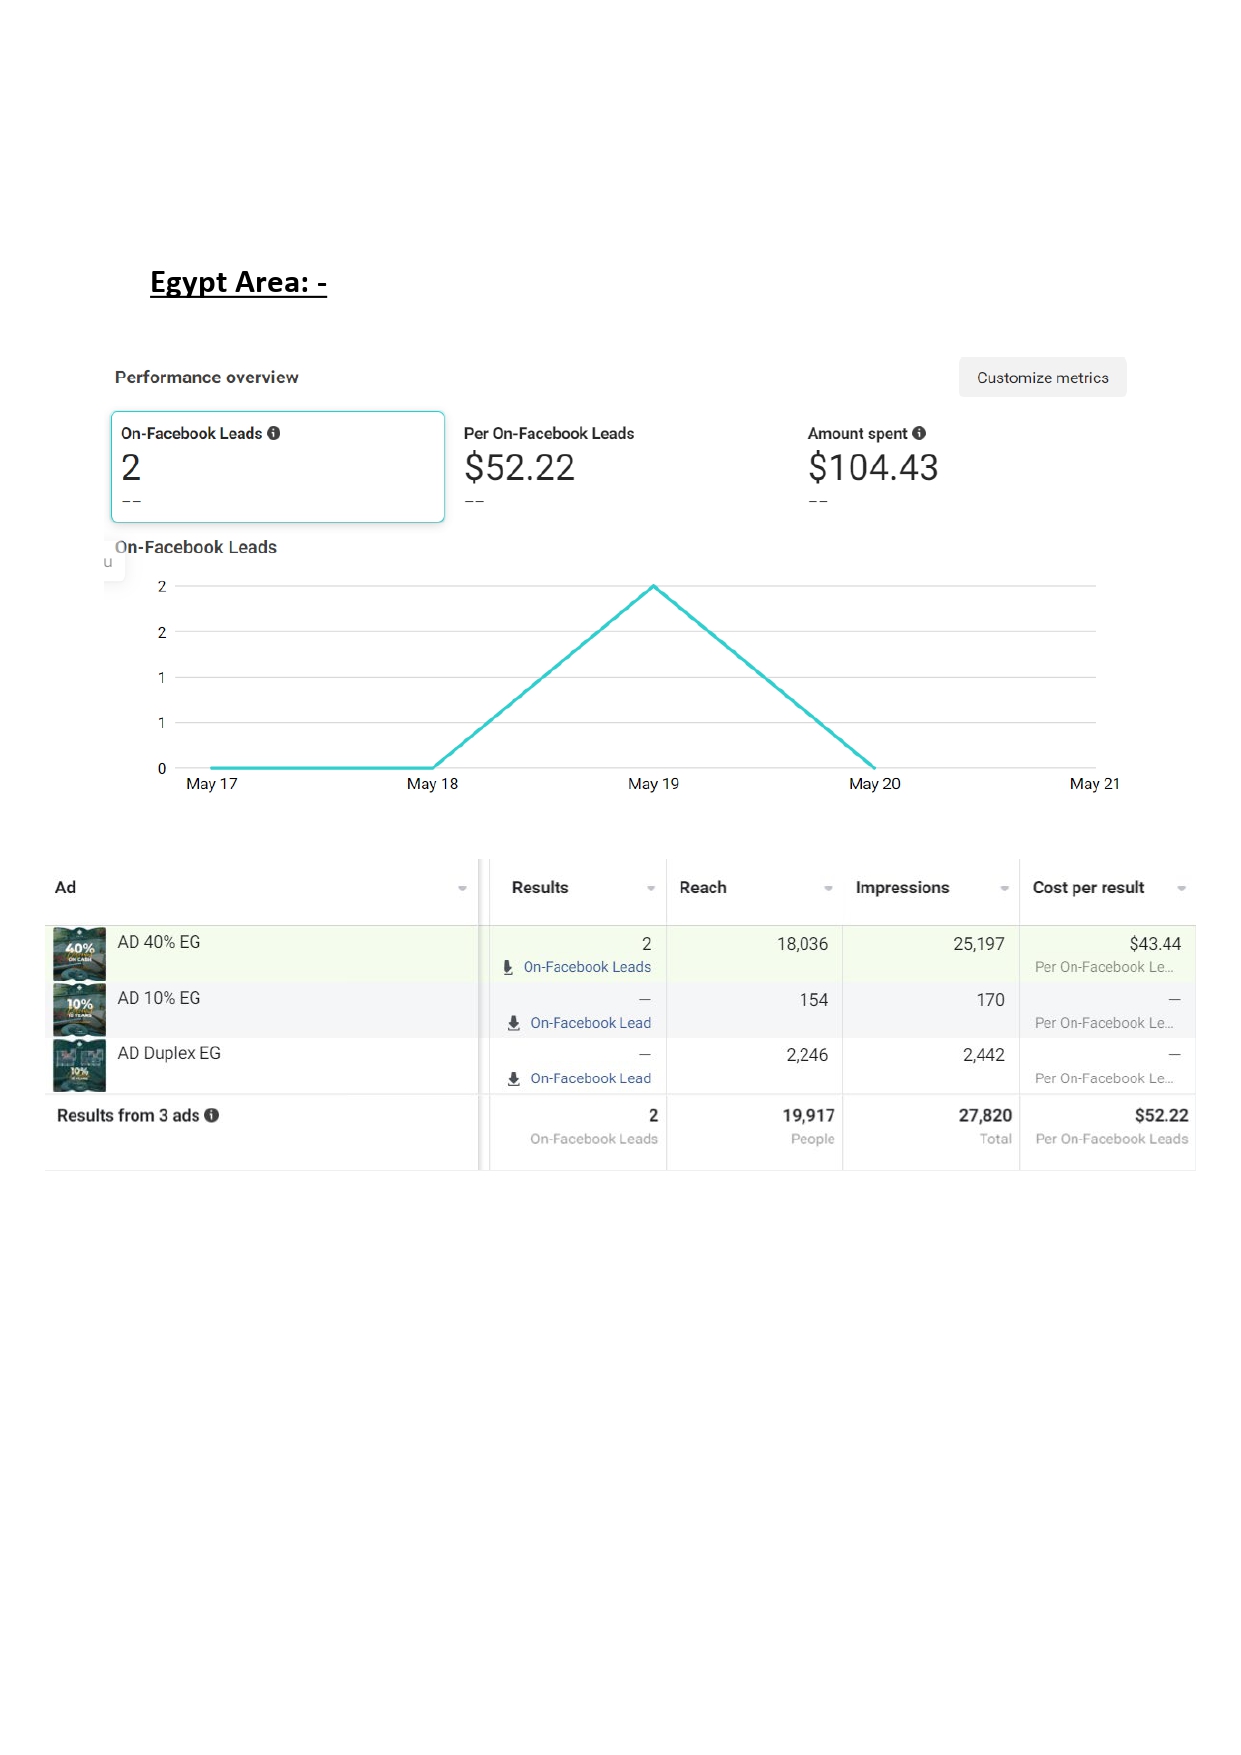 Egypt Area: -
Performance overview
Customize metrics
On-Facebook Leads
2
--
Per On-Facebook Leads
$52.22
--
Amount spent
$104.43
--
On-Facebook Leads
u
2
2
1
1
0
May 17 May 18 May 19 May 20 May 21
Ad Results Reach Impressions Cost per result
40%
ON CASH
AD 40% EG 2 18,036 25,197 $43.44
On-Facebook Leads Per On-Facebook Le...
10%
AD 10% EG — 154 170 —
On-Facebook Lead Per On-Facebook Le...
10%
AD Duplex EG — 2,246 2,442 —
On-Facebook Lead Per On-Facebook Le...
Results from 3 ads 2 19,917 27,820 $52.22
On-Facebook Leads People Total Per On-Facebook Leads